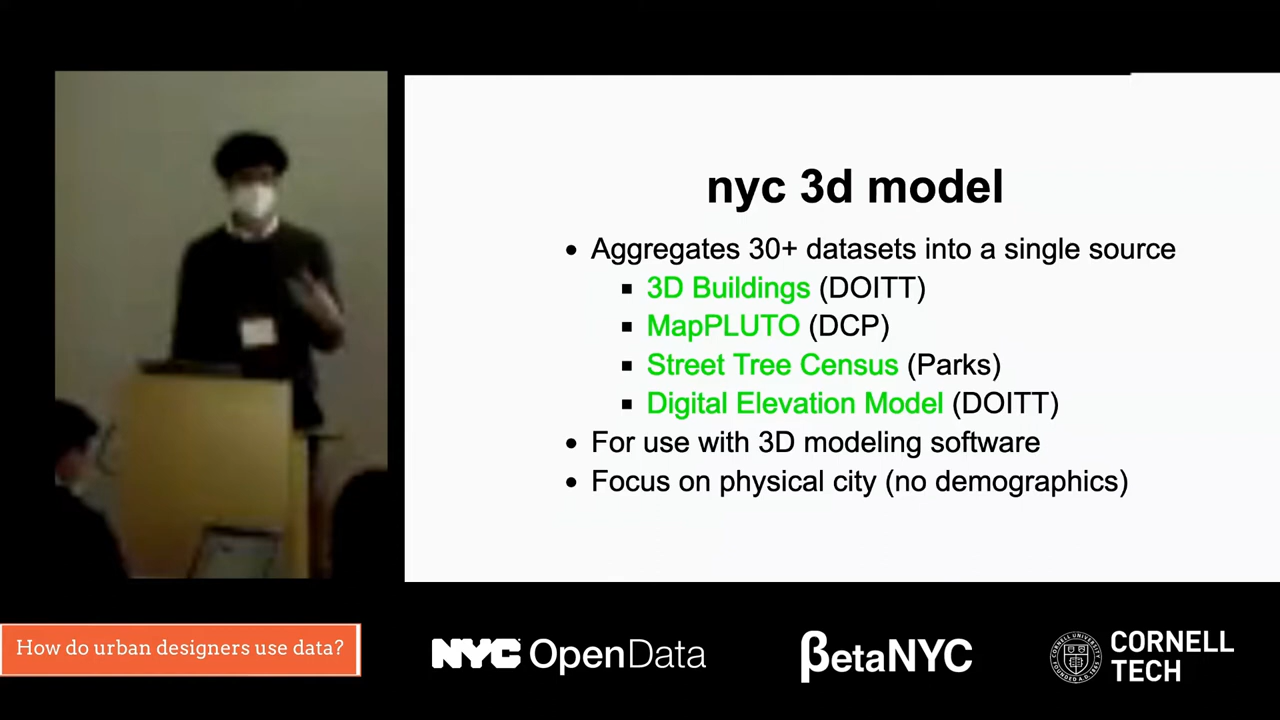 nyc 3d model
• Aggregates 30+ datasets into a single source
▪ 3D Buildings (DOITT)
▪ MapPLUTO (DCP)
▪ Street Tree Census (Parks)
▪ Digital Elevation Model (DOITT)
• For use with 3D modeling software
• Focus on physical city (no demographics)
How do urban designers use data?
NYC OpenData
βetaNYC
CORNELL
TECH